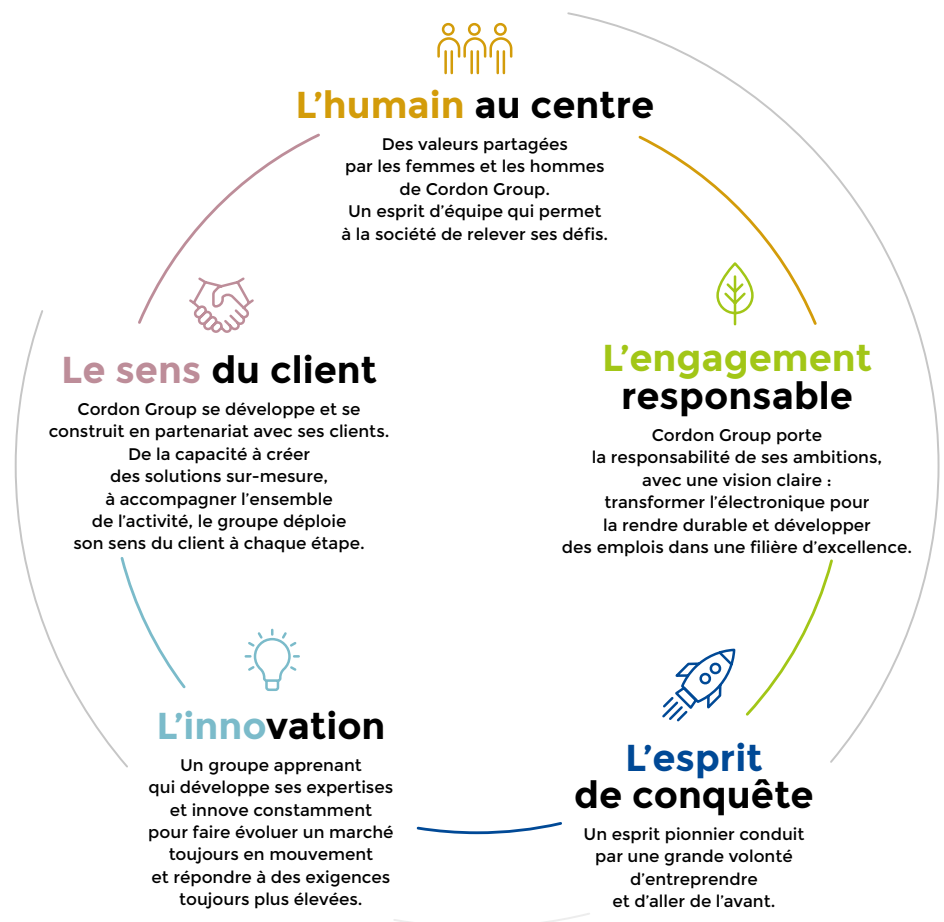 L’humain au centre
Des valeurs partagées
par les femmes et les hommes
de Cordon Group.
Un esprit d’équipe qui permet
à la société de relever ses défis.
L’engagement
responsable
Cordon Group porte
la responsabilité de ses ambitions,
avec une vision claire :
transformer l’électronique pour
la rendre durable et développer
des emplois dans une filière d’excellence.
L’esprit
de conquête
Un esprit pionnier conduit
par une grande volonté
d’entreprendre
et d’aller de l’avant.
L’innovation
Un groupe apprenant
qui développe ses expertises
et innove constamment
pour faire évoluer un marché
toujours en mouvement
et répondre à des exigences
toujours plus élevées.
Le sens du client
Cordon Group se développe et se
construit en partenariat avec ses clients.
De la capacité à créer
des solutions sur-mesure,
à accompagner l’ensemble
de l’activité, le groupe déploie
son sens du client à chaque étape.